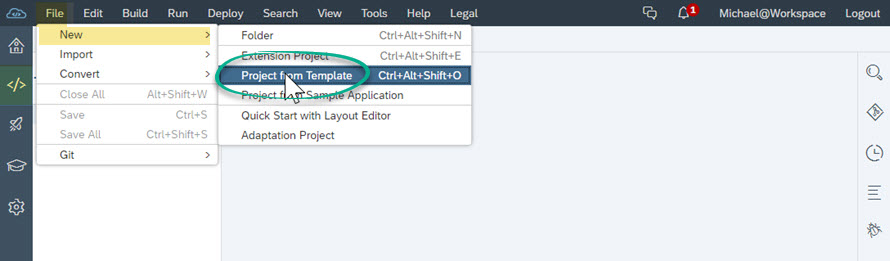 File Edit Build Run Deploy Search View Tools Help Legal 1 Michael@Workspace Logout
New >
Import >
Convert >
Close All Alt+Shift+W
Save Ctrl+S
Save All Ctrl+Shift+S
Git >
Folder Ctrl+Alt+Shift+N
Extension Project Ctrl+Alt+Shift+E
Project from Template Ctrl+Alt+Shift+O
Project from Sample Application
Quick Start with Layout Editor
Adaptation Project